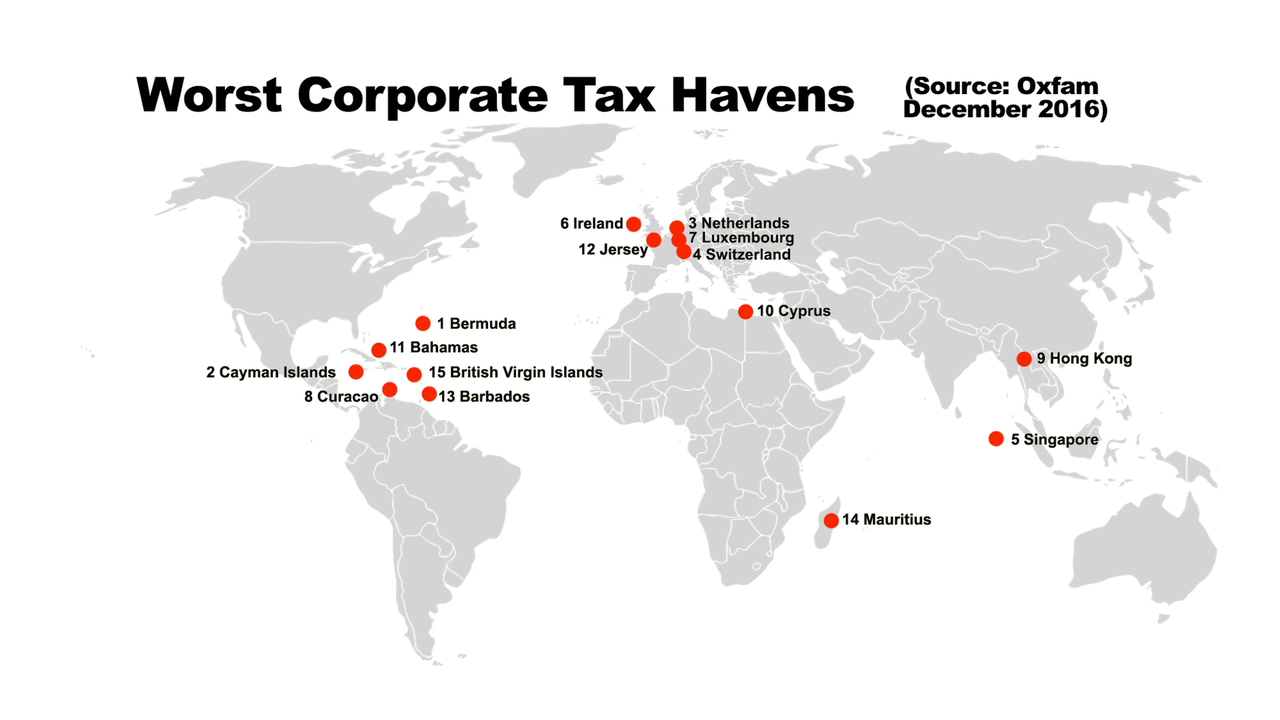 Worst Corporate Tax Havens
(Source: Oxfam
December 2016)
6 Ireland
3 Netherlands
7 Luxembourg
12 Jersey
4 Switzerland
10 Cyprus
1 Bermuda
11 Bahamas
9 Hong Kong
2 Cayman Islands
15 British Virgin Islands
8 Curacao
13 Barbados
5 Singapore
14 Mauritius